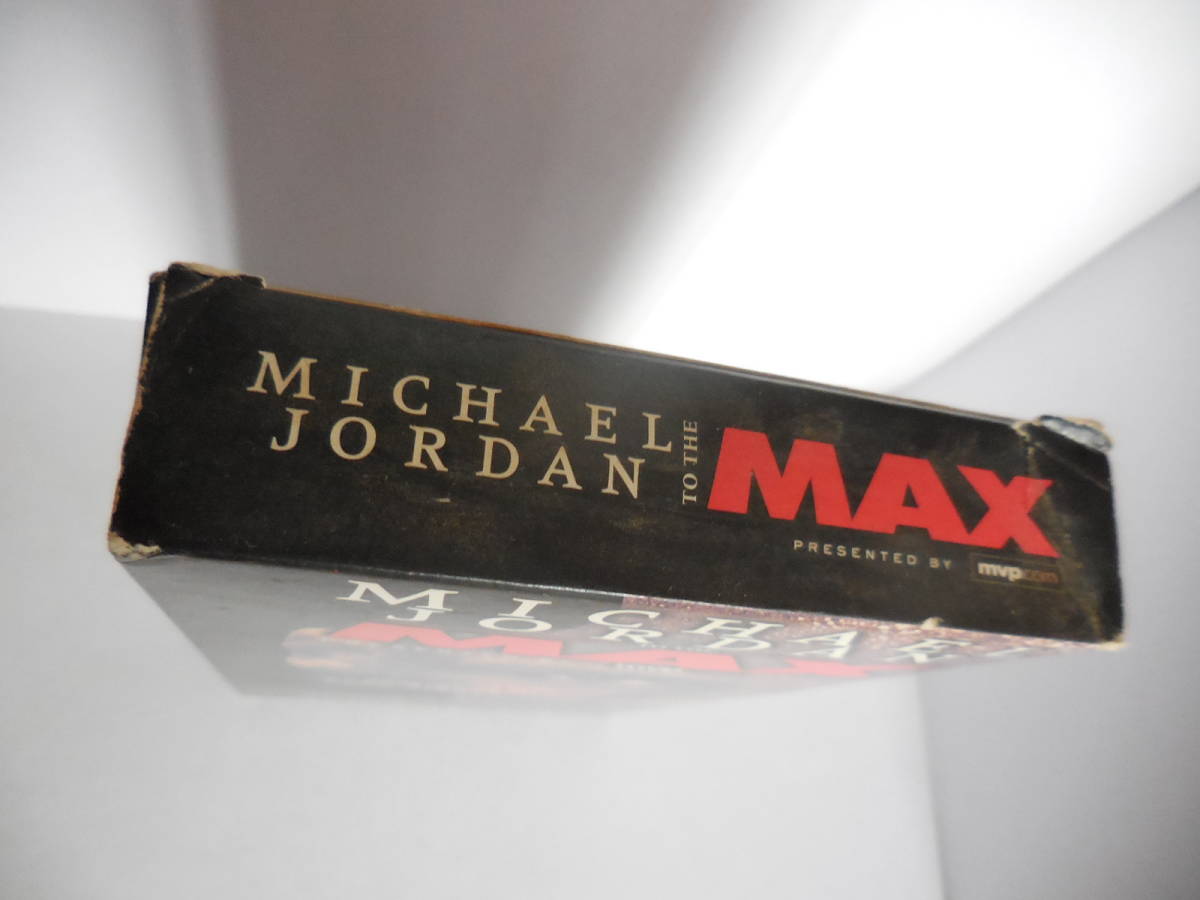 MICHAEL
JORDAN
TO THE
MAX
PRESENTED BY mvp.com
MICHAEL
JORDAN
MAX